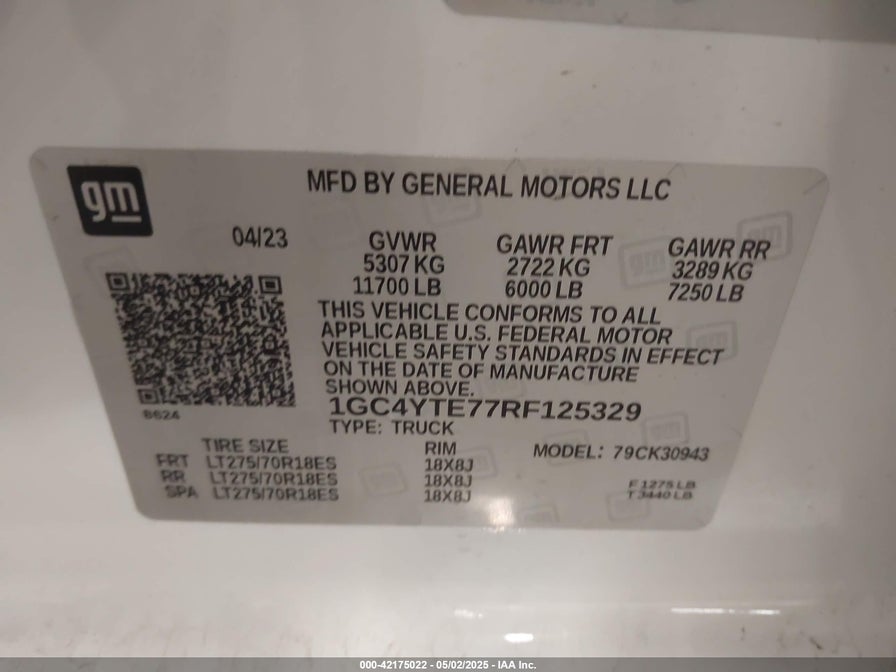 gm
MFD BY GENERAL MOTORS LLC
04/23
GVWR GAWR FRT GAWR RR
5307 KG 2722 KG 3289 KG
11700 LB 6000 LB 7250 LB
THIS VEHICLE CONFORMS TO ALL
APPLICABLE U.S. FEDERAL MOTOR
VEHICLE SAFETY STANDARDS IN EFFECT
ON THE DATE OF MANUFACTURE
SHOWN ABOVE.
1GC4YTE77RF125329
TYPE: TRUCK
B624
TIRE SIZE RIM MODEL: 79CK30943
FRT LT275/70R18ES 18X8J
RR LT275/70R18ES 18X8J
SPA LT275/70R18ES 18X8J
F 1275 LB
T 3440 LB
000-42175022 - 05/02/2025 - IAA Inc.